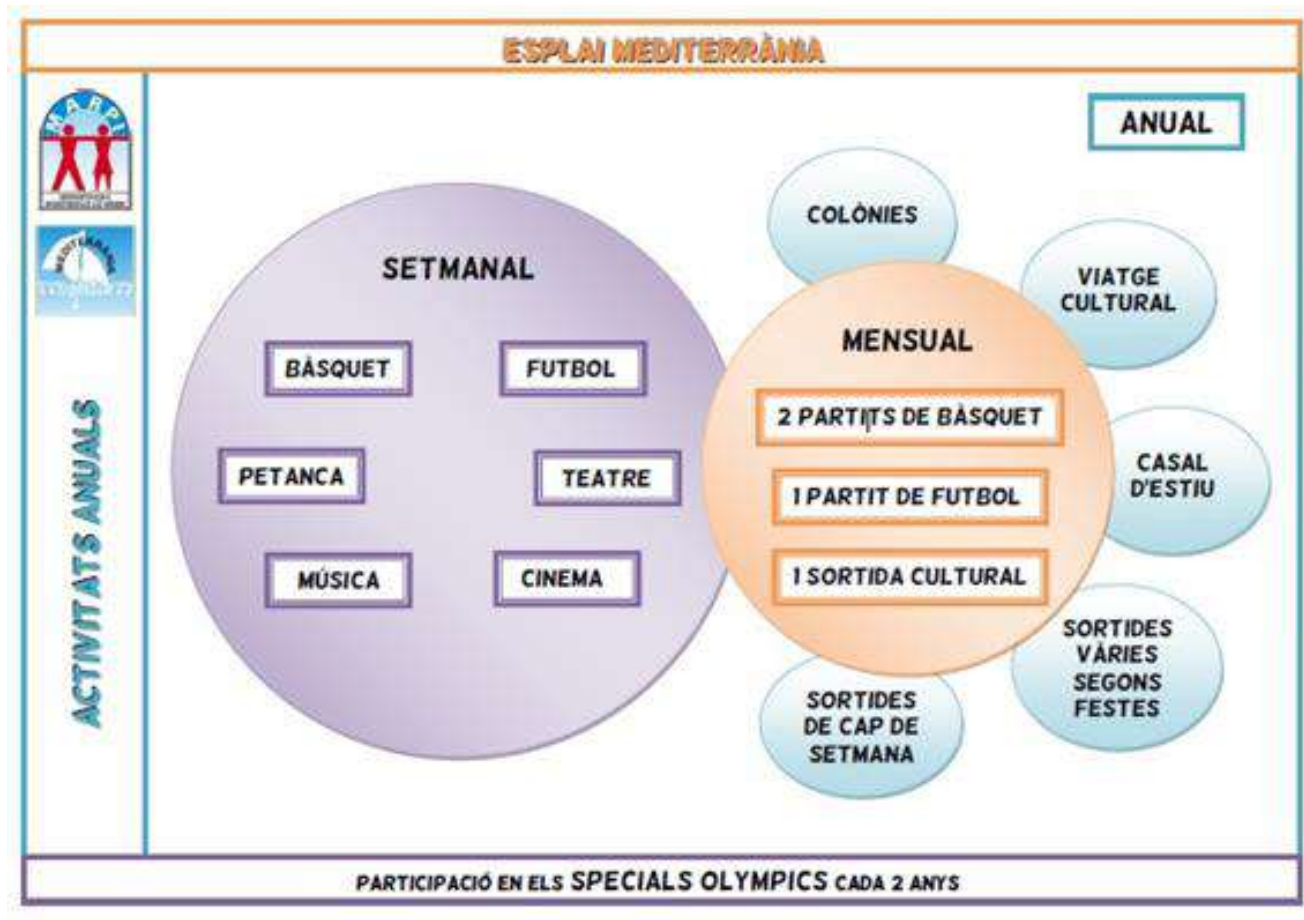 ESPLAI MEDITERRÀNIA
MARPI
MEDITERRÀNIA
ACTIVITATS ANUALS
ANUAL
SETMANAL
BÀSQUET
FUTBOL
PETANCA
TEATRE
MÚSICA
CINEMA
MENSUAL
2 PARTITS DE BÀSQUET
1 PARTIT DE FUTBOL
1 SORTIDA CULTURAL
COLÒNIES
VIATGE
CULTURAL
CASAL
D'ESTIU
SORTIDES
VÀRIES
SEGONS
FESTES
SORTIDES
DE CAP DE
SETMANA
PARTICIPACIÓ EN ELS SPECIALS OLYMPICS CADA 2 ANYS